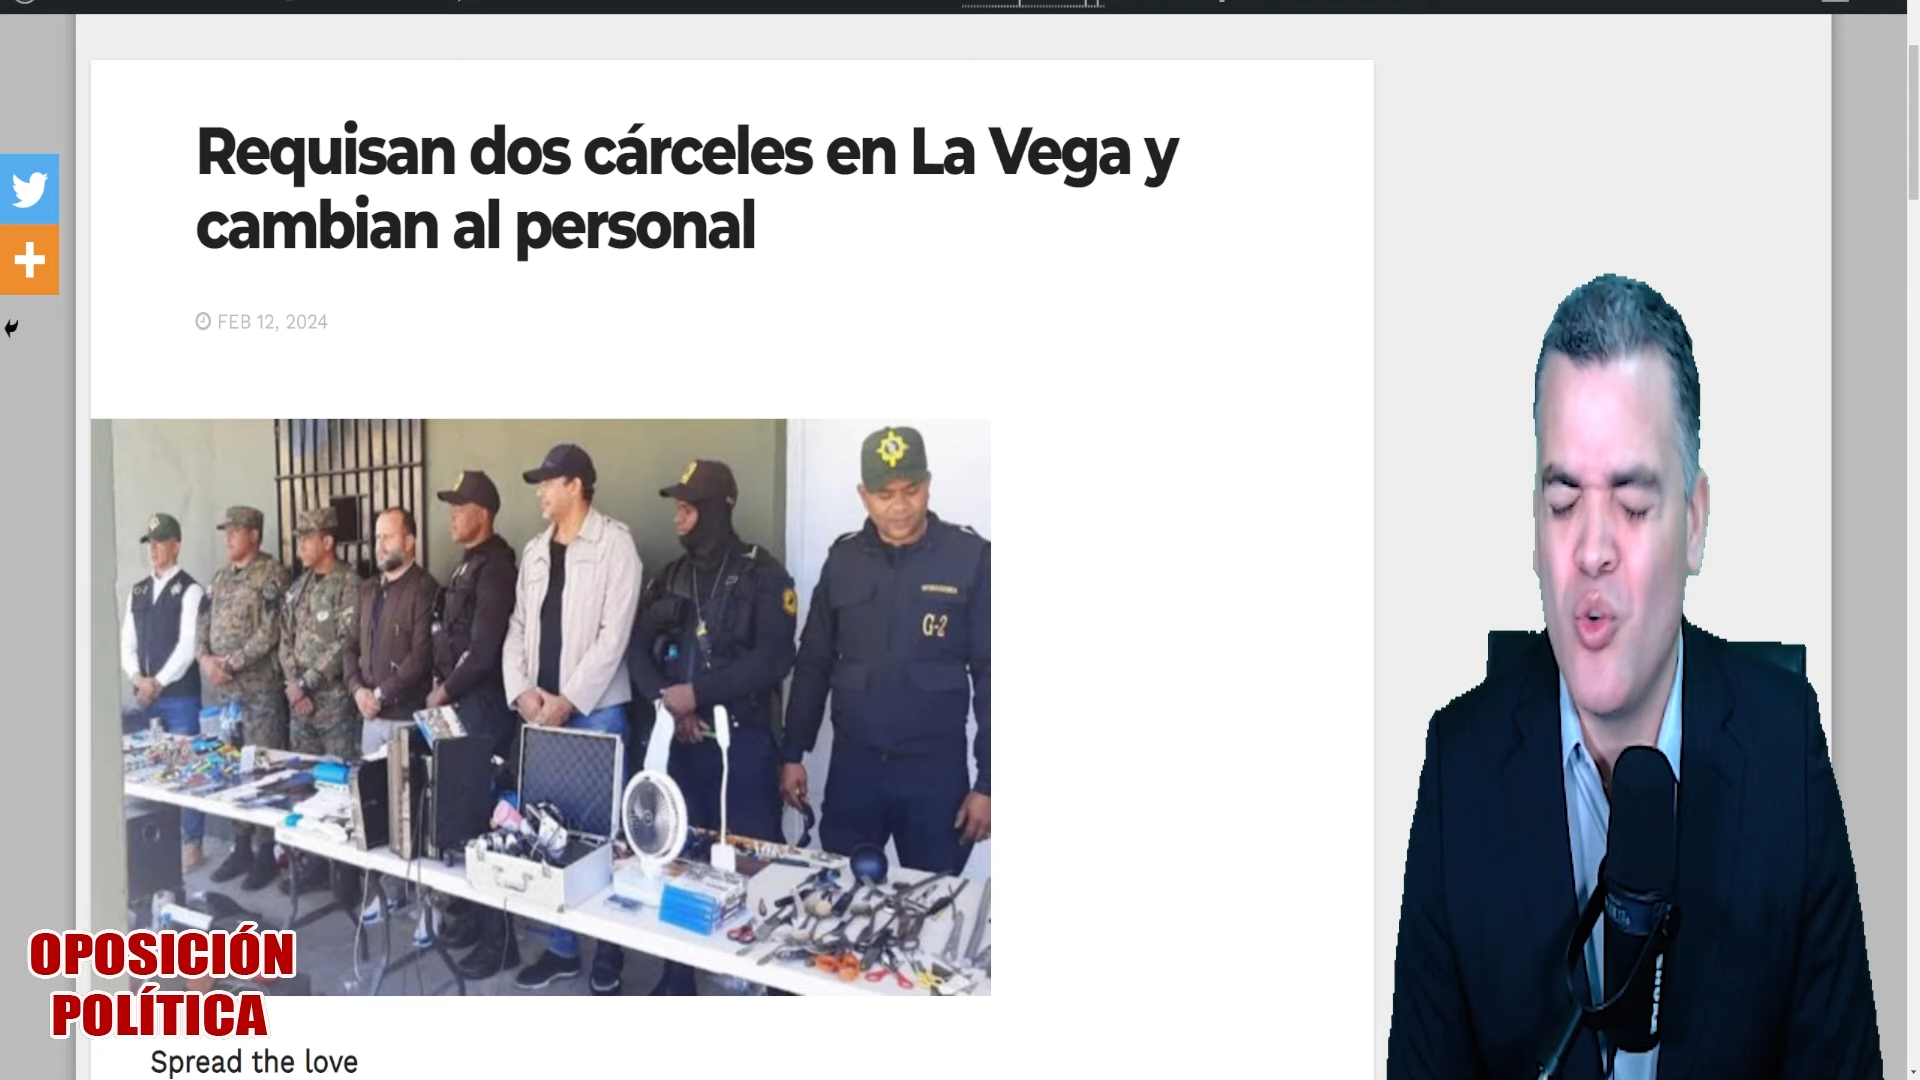 Requisan dos cárceles en La Vega y
cambian al personal
FEB 12, 2024
G-2
OPOSICIÓN
POLÍTICA
Spread the love